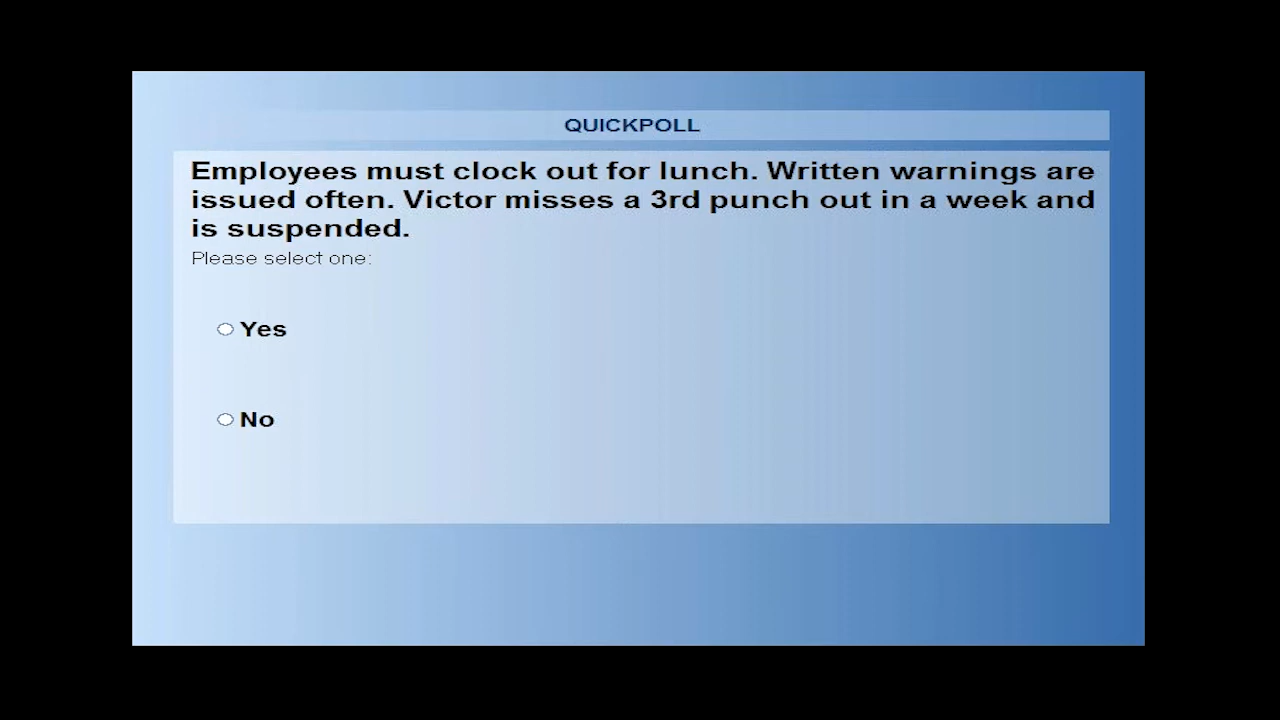 QUICKPOLL
Employees must clock out for lunch. Written warnings are
issued often. Victor misses a 3rd punch out in a week and
is suspended.
Please select one:
Yes
No